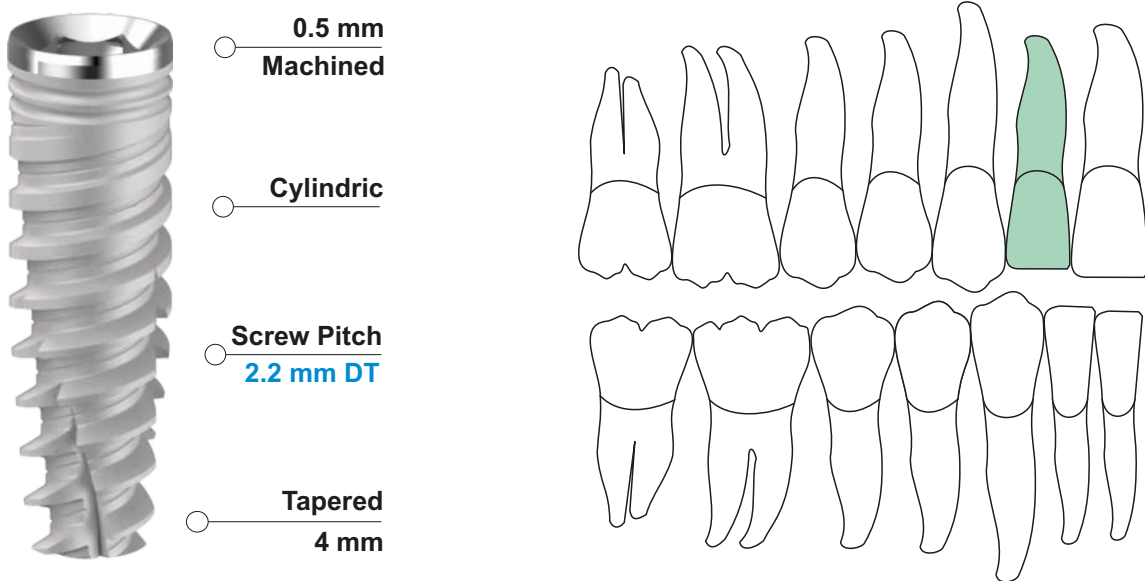 0.5 mm
Machined
Cylindric
Screw Pitch
2.2 mm DT
Tapered
4 mm